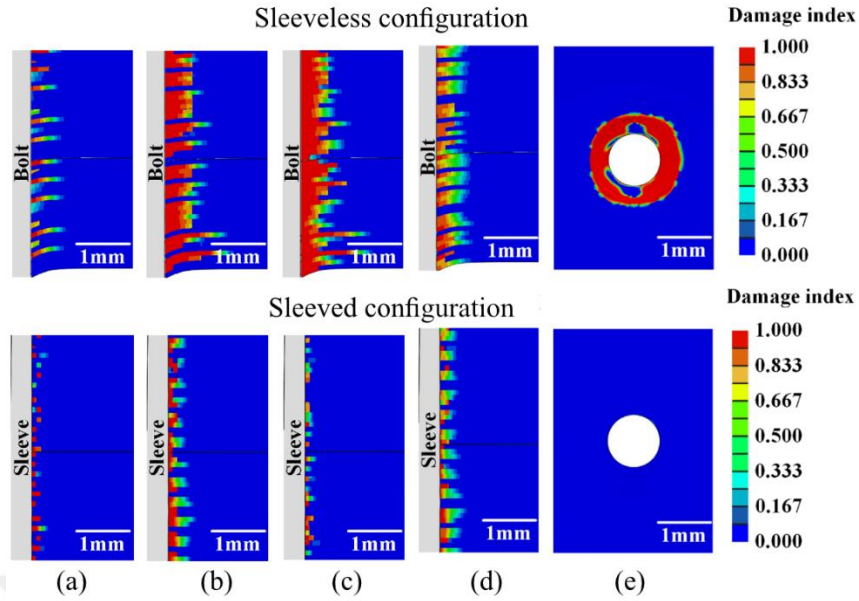 Sleeveless configuration
Damage index
Bolt
Bolt
Bolt
Bolt
1mm
1mm
1mm
1mm
1mm
1.000
0.833
0.667
0.500
0.333
0.167
0.000
Sleeved configuration
Damage index
Sleeve
Sleeve
Sleeve
Sleeve
1mm
1mm
1mm
1mm
1mm
1.000
0.833
0.667
0.500
0.333
0.167
0.000
(a)
(b)
(c)
(d)
(e)